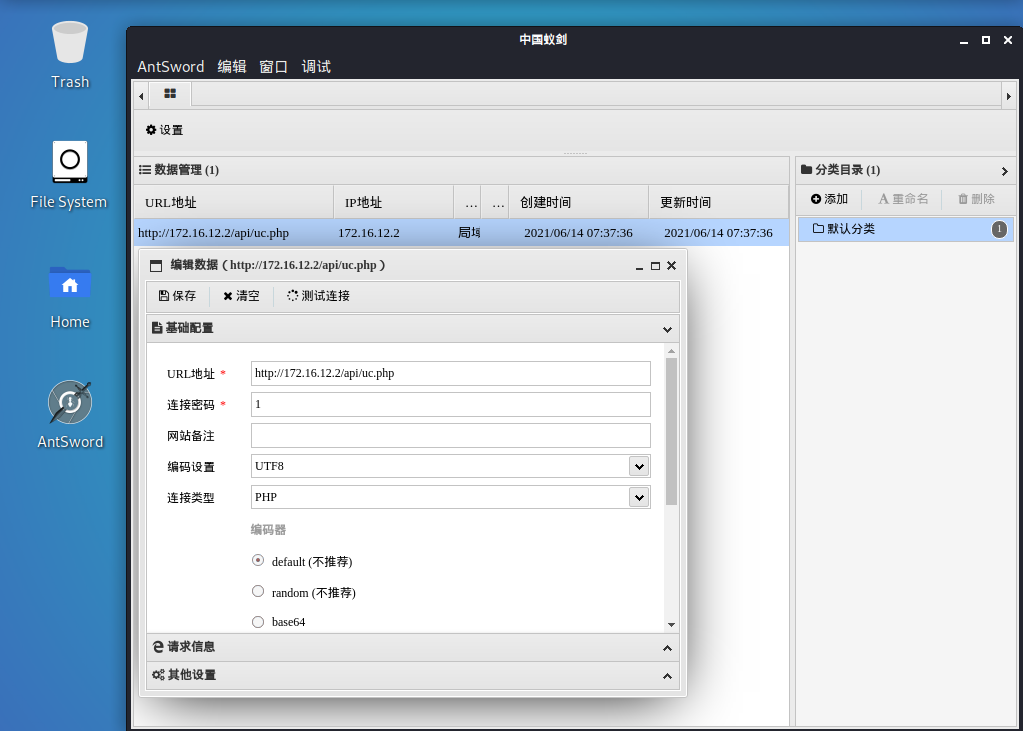 Trash
File System
Home
AntSword
中国蚁剑
AntSword 编辑 窗口 调试
设置
数据管理 (1)
URL地址 IP地址 ... ... 创建时间 更新时间
http://172.16.12.2/api/uc.php 172.16.12.2 局域 2021/06/14 07:37:36 2021/06/14 07:37:36
分类目录 (1)
添加 重命名 删除
默认分类 1
编辑数据 ( http://172.16.12.2/api/uc.php )
保存 清空 测试连接
基础配置
URL地址 * http://172.16.12.2/api/uc.php
连接密码 * 1
网站备注
编码设置 UTF8
连接类型 PHP
编码器
default (不推荐)
random (不推荐)
base64
请求信息
其他设置